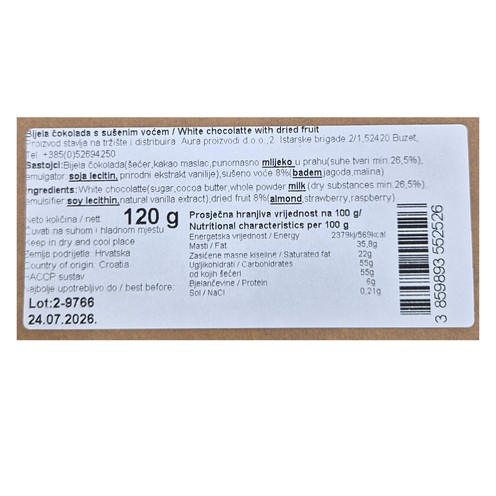 Bijela čokolada s sušenim voćem / White chocolatte with dried fruit
Proizvod stavlja na tržište i distribuira: Aura proizvodi d.o.o.,2. Istarske brigade 2/1,52420 Buzet,
Tel: +385(0)52694250
Sastojci:Bijela čokolada(šećer,kakao maslac,punomasno mlijeko u prahu(suhe tvari min.26,5%),
emulgator: soja lecitin, prirodni ekstrakt vanilije),sušeno voće 8%(badem,jagoda,malina)
Ingredients:White chocolatte(sugar,cocoa butter,whole powder milk (dry substances min.26,5%),
emulsifier:soy lecithin,natural vanilla extract),dried fruit 8%(almond,strawberry,raspberry)
Neto količina / nett 120 g
Čuvati na suhom i hladnom mjestu
Keep in dry and cool place
Zemlja podrijetla: Hrvatska
Country of origin: Croatia
HACCP sustav
Najbolje upotrebljivo do / best before:
Lot:2-9766
24.07.2026.
Prosječna hranjiva vrijednost na 100 g/
Nutritional characteristics per 100 g
Energetska vrijednost / Energy 2379kj/569kcal
Masti / Fat 35,8g
Zasićene masne kiseline / Saturated fat 22g
Ugljikohidrati / Carbohydrates 55g
od kojih šećeri 55g
Bjelančevine / Protein 6g
Sol / NaCl 0,21g
3 859893 552526